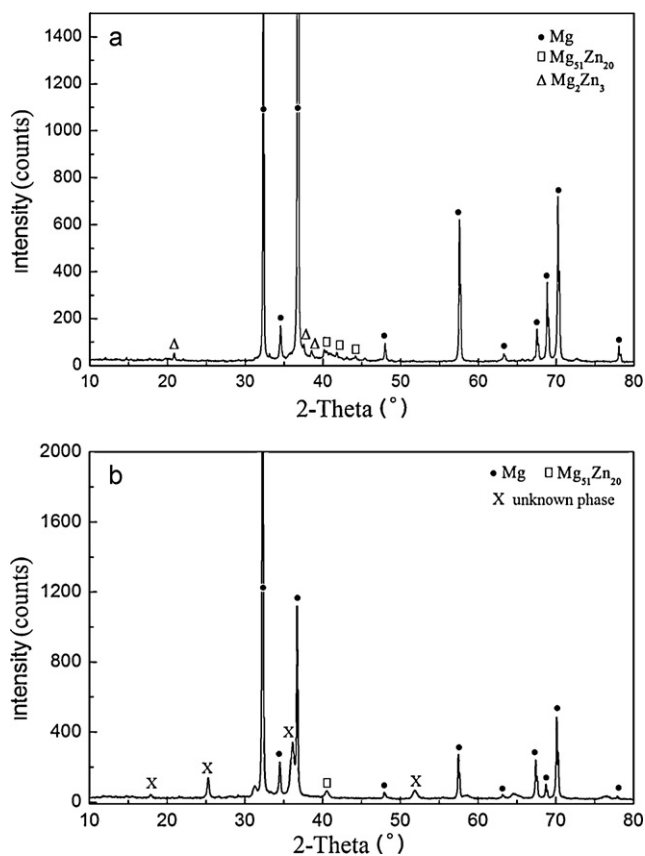 a
● Mg
□ Mg51Zn20
△ Mg2Zn3
Intensity (counts)
1400
1200
1000
800
600
400
200
0
△
△ △ □ □ □
10 20 30 40 50 60 70 80
2-Theta (°)
b
● Mg □ Mg51Zn20
X unknown phase
Intensity (counts)
2000
1600
1200
800
400
0
X X X X
10 20 30 40 50 60 70 80
2-Theta (°)